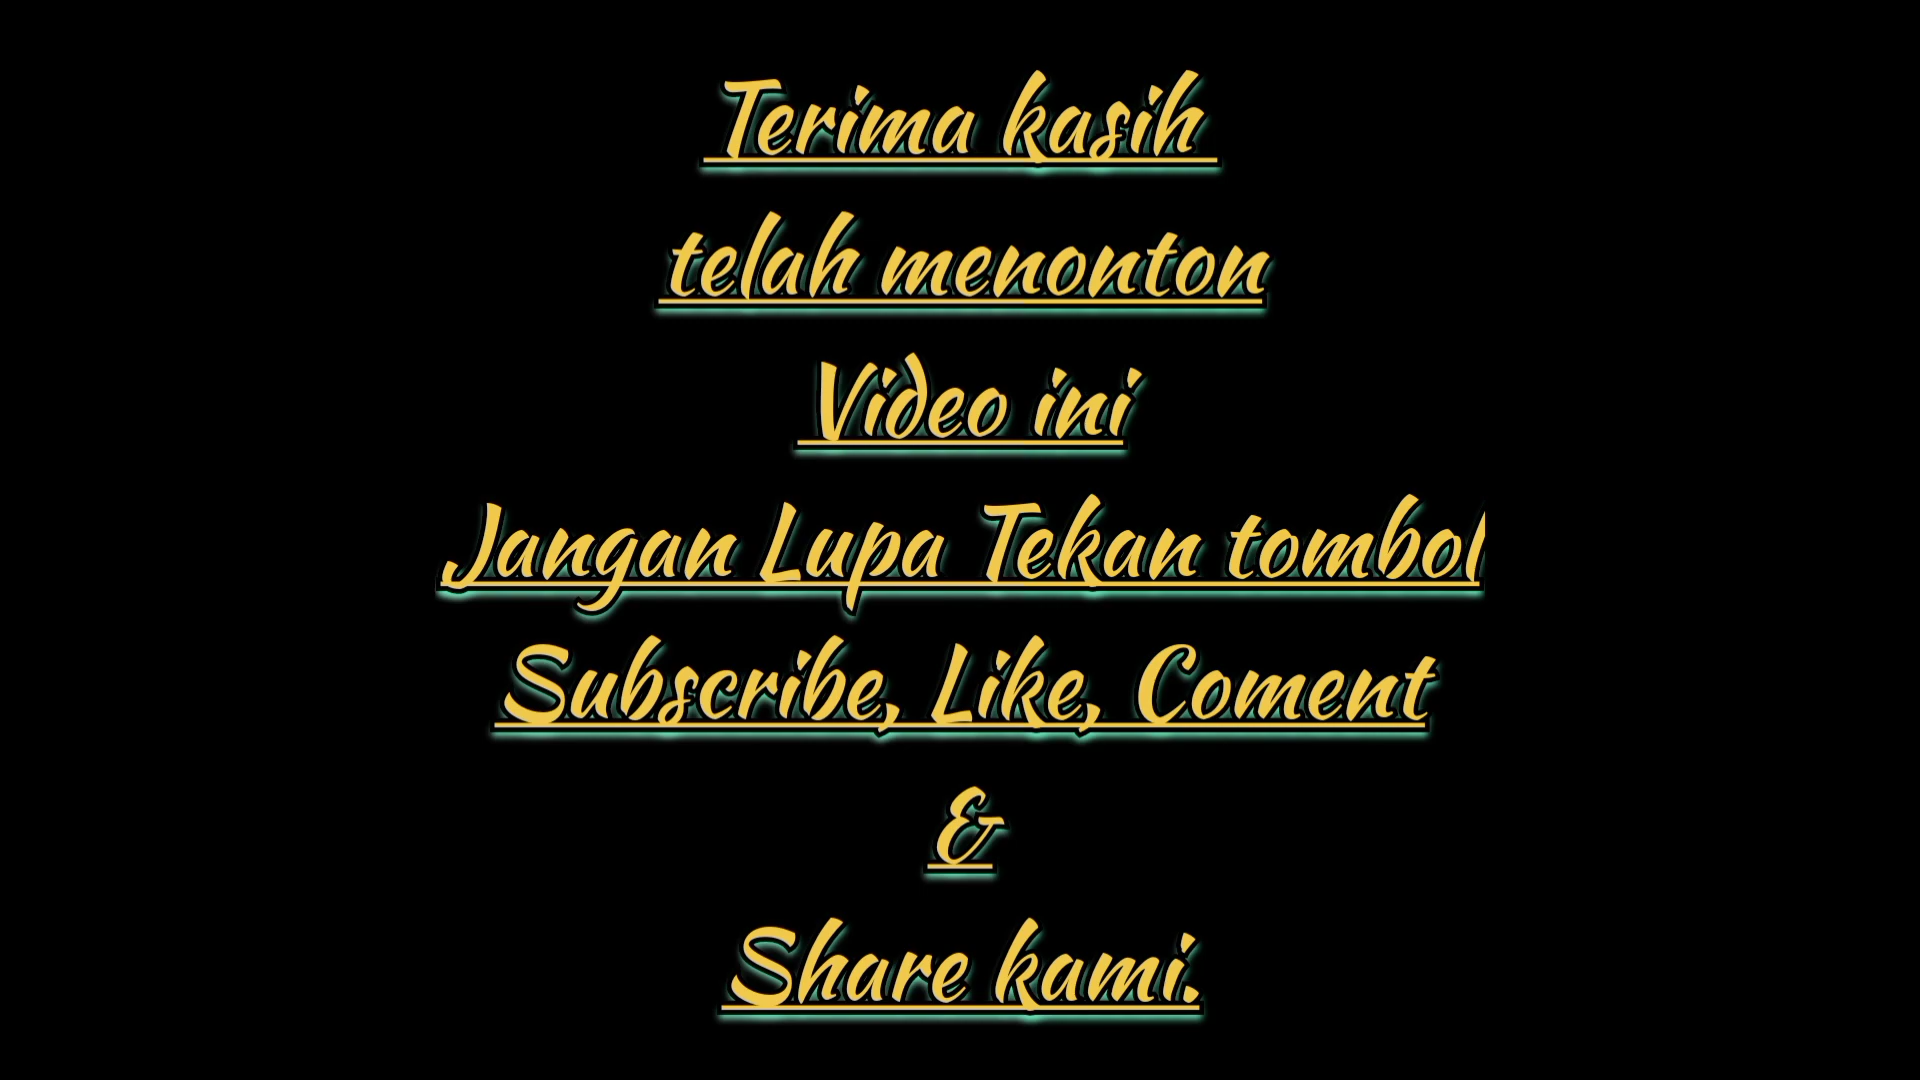 Terima kasih
telah menonton
Video ini
Jangan Lupa Tekan tombol
Subscribe, Like, Coment
&
Share kami.